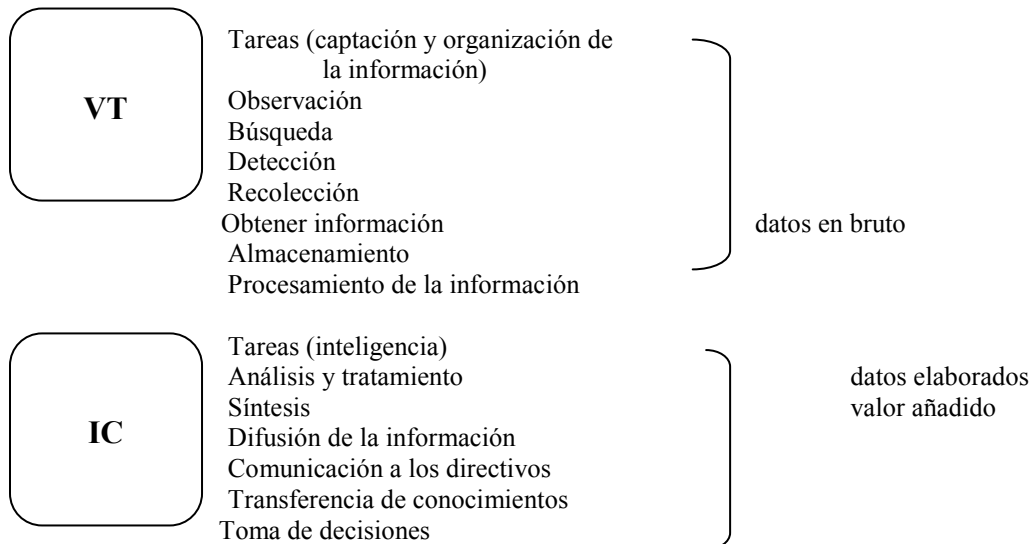 VT
Tareas (captación y organización de
la información)
Observación
Búsqueda
Detección
Recolección
Obtener información
datos en bruto
Almacenamiento
Procesamiento de la información
IC
Tareas (inteligencia)
Análisis y tratamiento
datos elaborados
Síntesis
valor añadido
Difusión de la información
Comunicación a los directivos
Transferencia de conocimientos
Toma de decisiones